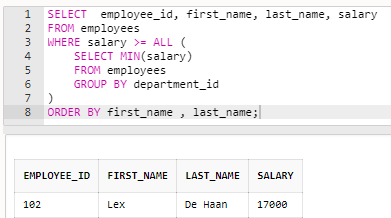 1 SELECT  employee_id, first_name, last_name, salary
2 FROM employees
3 WHERE salary >= ALL (
4     SELECT MIN(salary)
5     FROM employees
6     GROUP BY department_id
7 )
8 ORDER BY first_name , last_name;
EMPLOYEE_ID FIRST_NAME LAST_NAME SALARY
102 Lex De Haan 17000